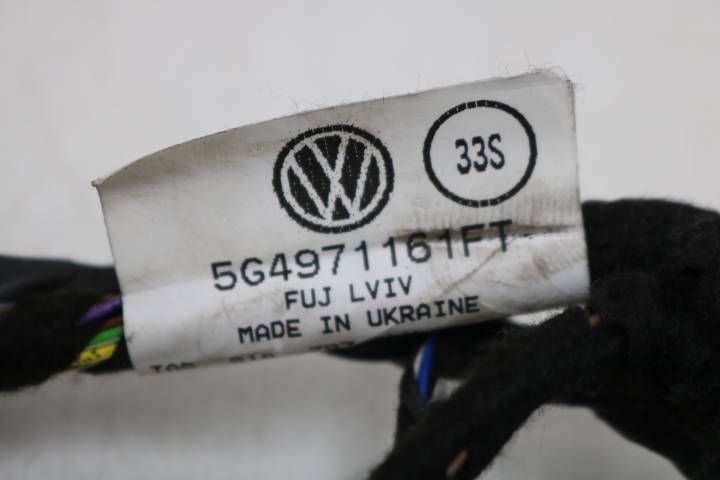 33S
5G4971161FT
FUJ LVIV
MADE IN UKRAINE